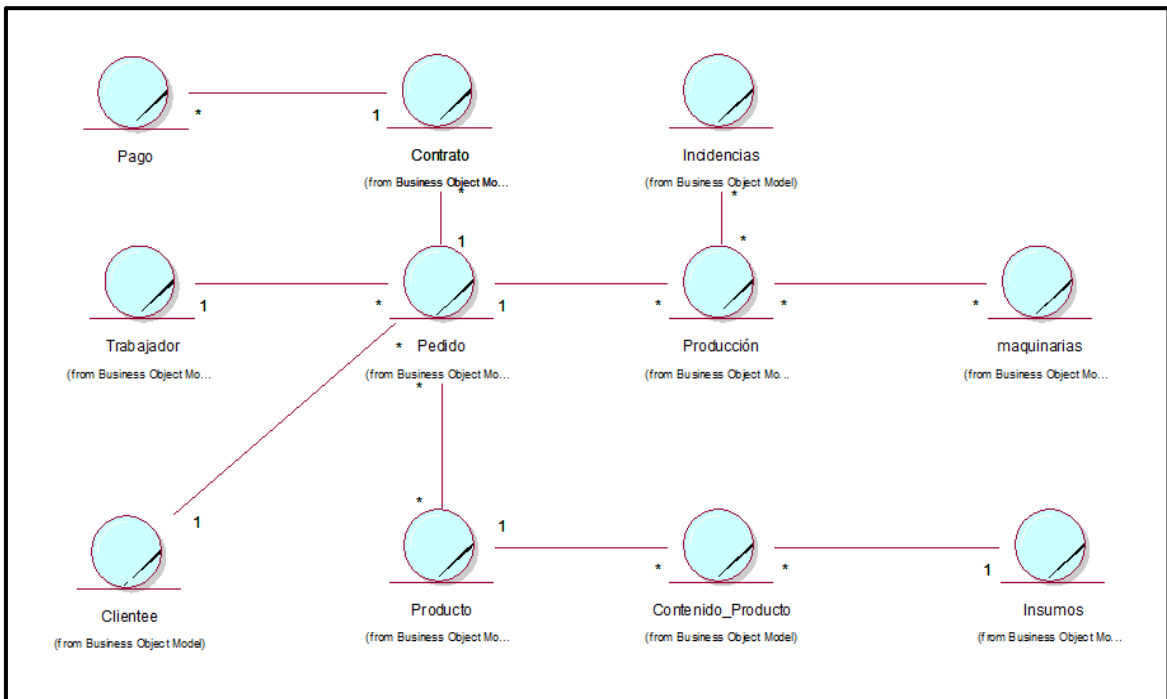 * 1
Pago Contrato Incidencias
(from Business Object Mo... (from Business Object Model)
* *
1 *
1 * 1 * * *
Trabajador * Pedido Producción maquinarias
(from Business Object Mo... (from Business Object Mo... (from Business Object Mo... (from Business Object Mo...
*
* 1
1
* * 1
Clientee Producto Contenido_Producto Insumos
(from Business Object Model) (from Business Object Mo... (from Business Object Model) (from Business Object Mo...